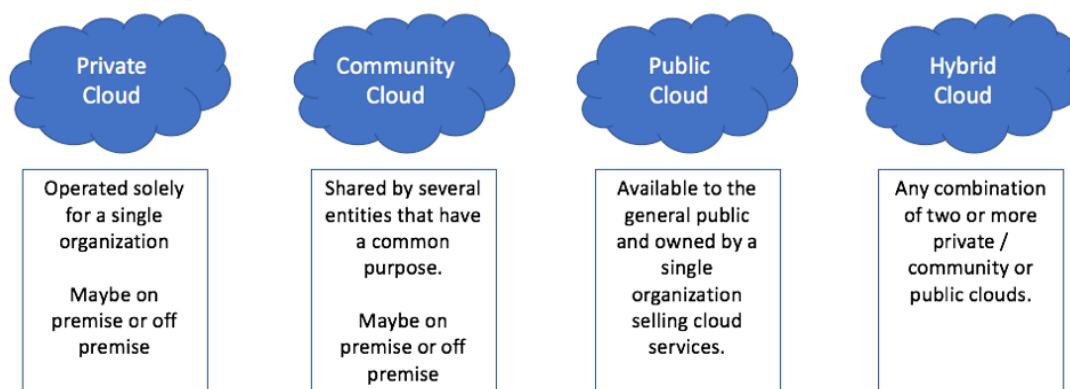 Private
Cloud
Community
Cloud
Public
Cloud
Hybrid
Cloud
Operated solely
for a single
organization
Maybe on
premise or off
premise
Shared by several
entities that have
a common
purpose.
Maybe on
premise or off
premise
Available to the
general public
and owned by a
single
organization
selling cloud
services.
Any combination
of two or more
private /
community or
public clouds.